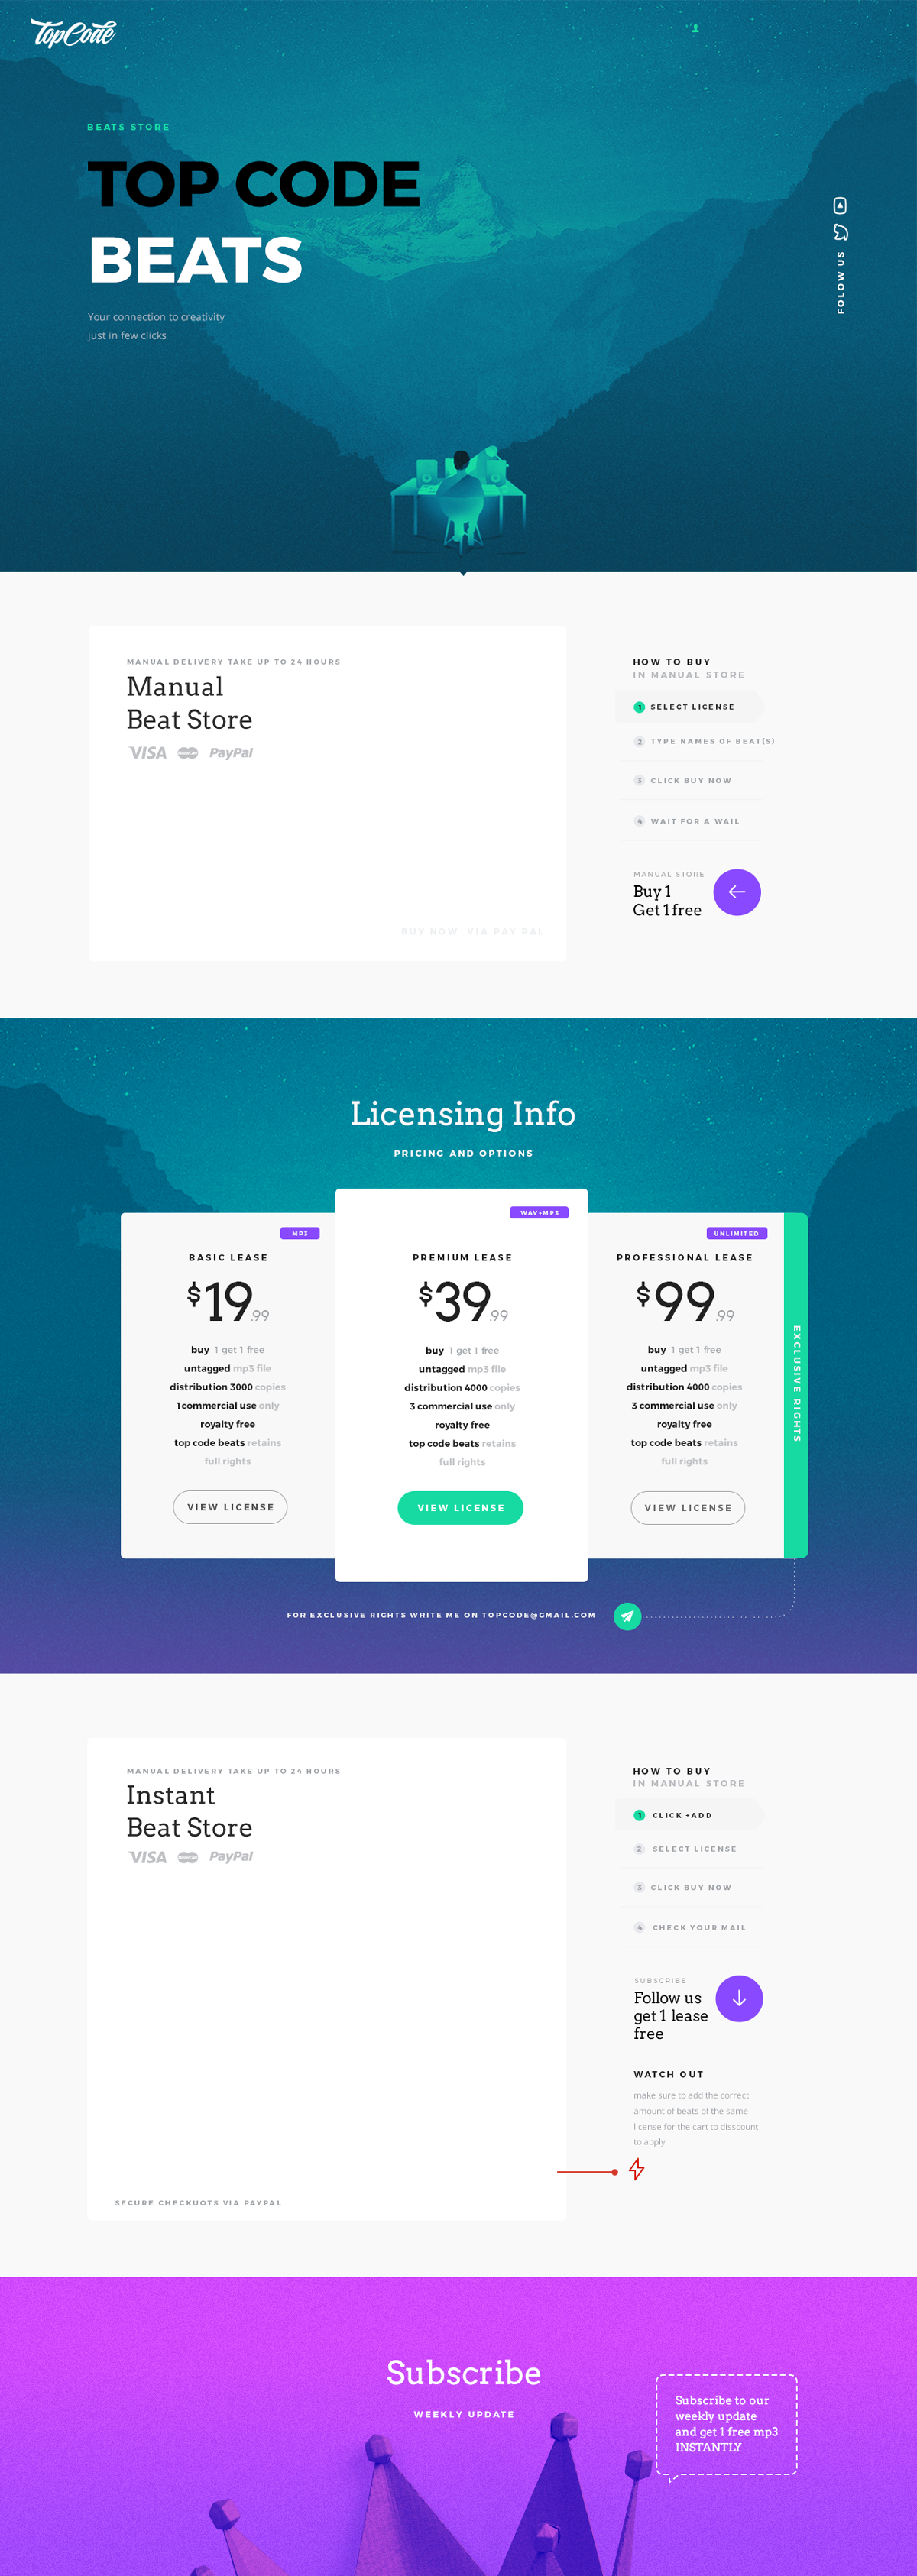 TopCode
BEATS STORE
TOP CODE
BEATS
Your connection to creativity
just in few clicks
FOLOW US
MANUAL DELIVERY TAKE UP TO 24 HOURS
Manual
Beat Store
VISA MasterCard PayPal
BUY NOW VIA PAY PAL
HOW TO BUY
IN MANUAL STORE
1 SELECT LICENSE
2 TYPE NAMES OF BEAT(S)
3 CLICK BUY NOW
4 WAIT FOR A WAIL
MANUAL STORE
Buy 1
Get 1 free
Licensing Info
PRICING AND OPTIONS
MP3
BASIC LEASE
$19.99
buy 1 get 1 free
untagged mp3 file
distribution 3000 copies
1 commercial use only
royalty free
top code beats retains
full rights
VIEW LICENSE
WAV+MP3
PREMIUM LEASE
$39.99
buy 1 get 1 free
untagged mp3 file
distribution 4000 copies
3 commercial use only
royalty free
top code beats retains
full rights
VIEW LICENSE
UNLIMITED
PROFESSIONAL LEASE
$99.99
buy 1 get 1 free
untagged mp3 file
distribution 4000 copies
3 commercial use only
royalty free
top code beats retains
full rights
VIEW LICENSE
EXCLUSIVE RIGHTS
FOR EXCLUSIVE RIGHTS WRITE ME ON TOPCODE@GMAIL.COM
MANUAL DELIVERY TAKE UP TO 24 HOURS
Instant
Beat Store
VISA MasterCard PayPal
SECURE CHECKUOTS VIA PAYPAL
HOW TO BUY
IN MANUAL STORE
1 CLICK +ADD
2 SELECT LICENSE
3 CLICK BUY NOW
4 CHECK YOUR MAIL
SUBSCRIBE
Follow us
get 1 lease
free
WATCH OUT
make sure to add the correct
amount of beats of the same
license for the cart to disscount
to apply
Subscribe
WEEKLY UPDATE
Subscribe to our
weekly update
and get 1 free mp3
INSTANTLY